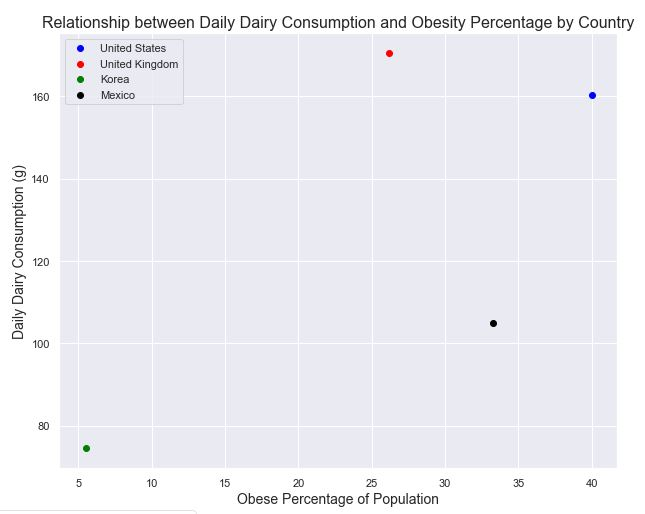 Relationship between Daily Dairy Consumption and Obesity Percentage by Country
United States
United Kingdom
Korea
Mexico
Daily Dairy Consumption (g)
160
140
120
100
80
5 10 15 20 25 30 35 40
Obese Percentage of Population